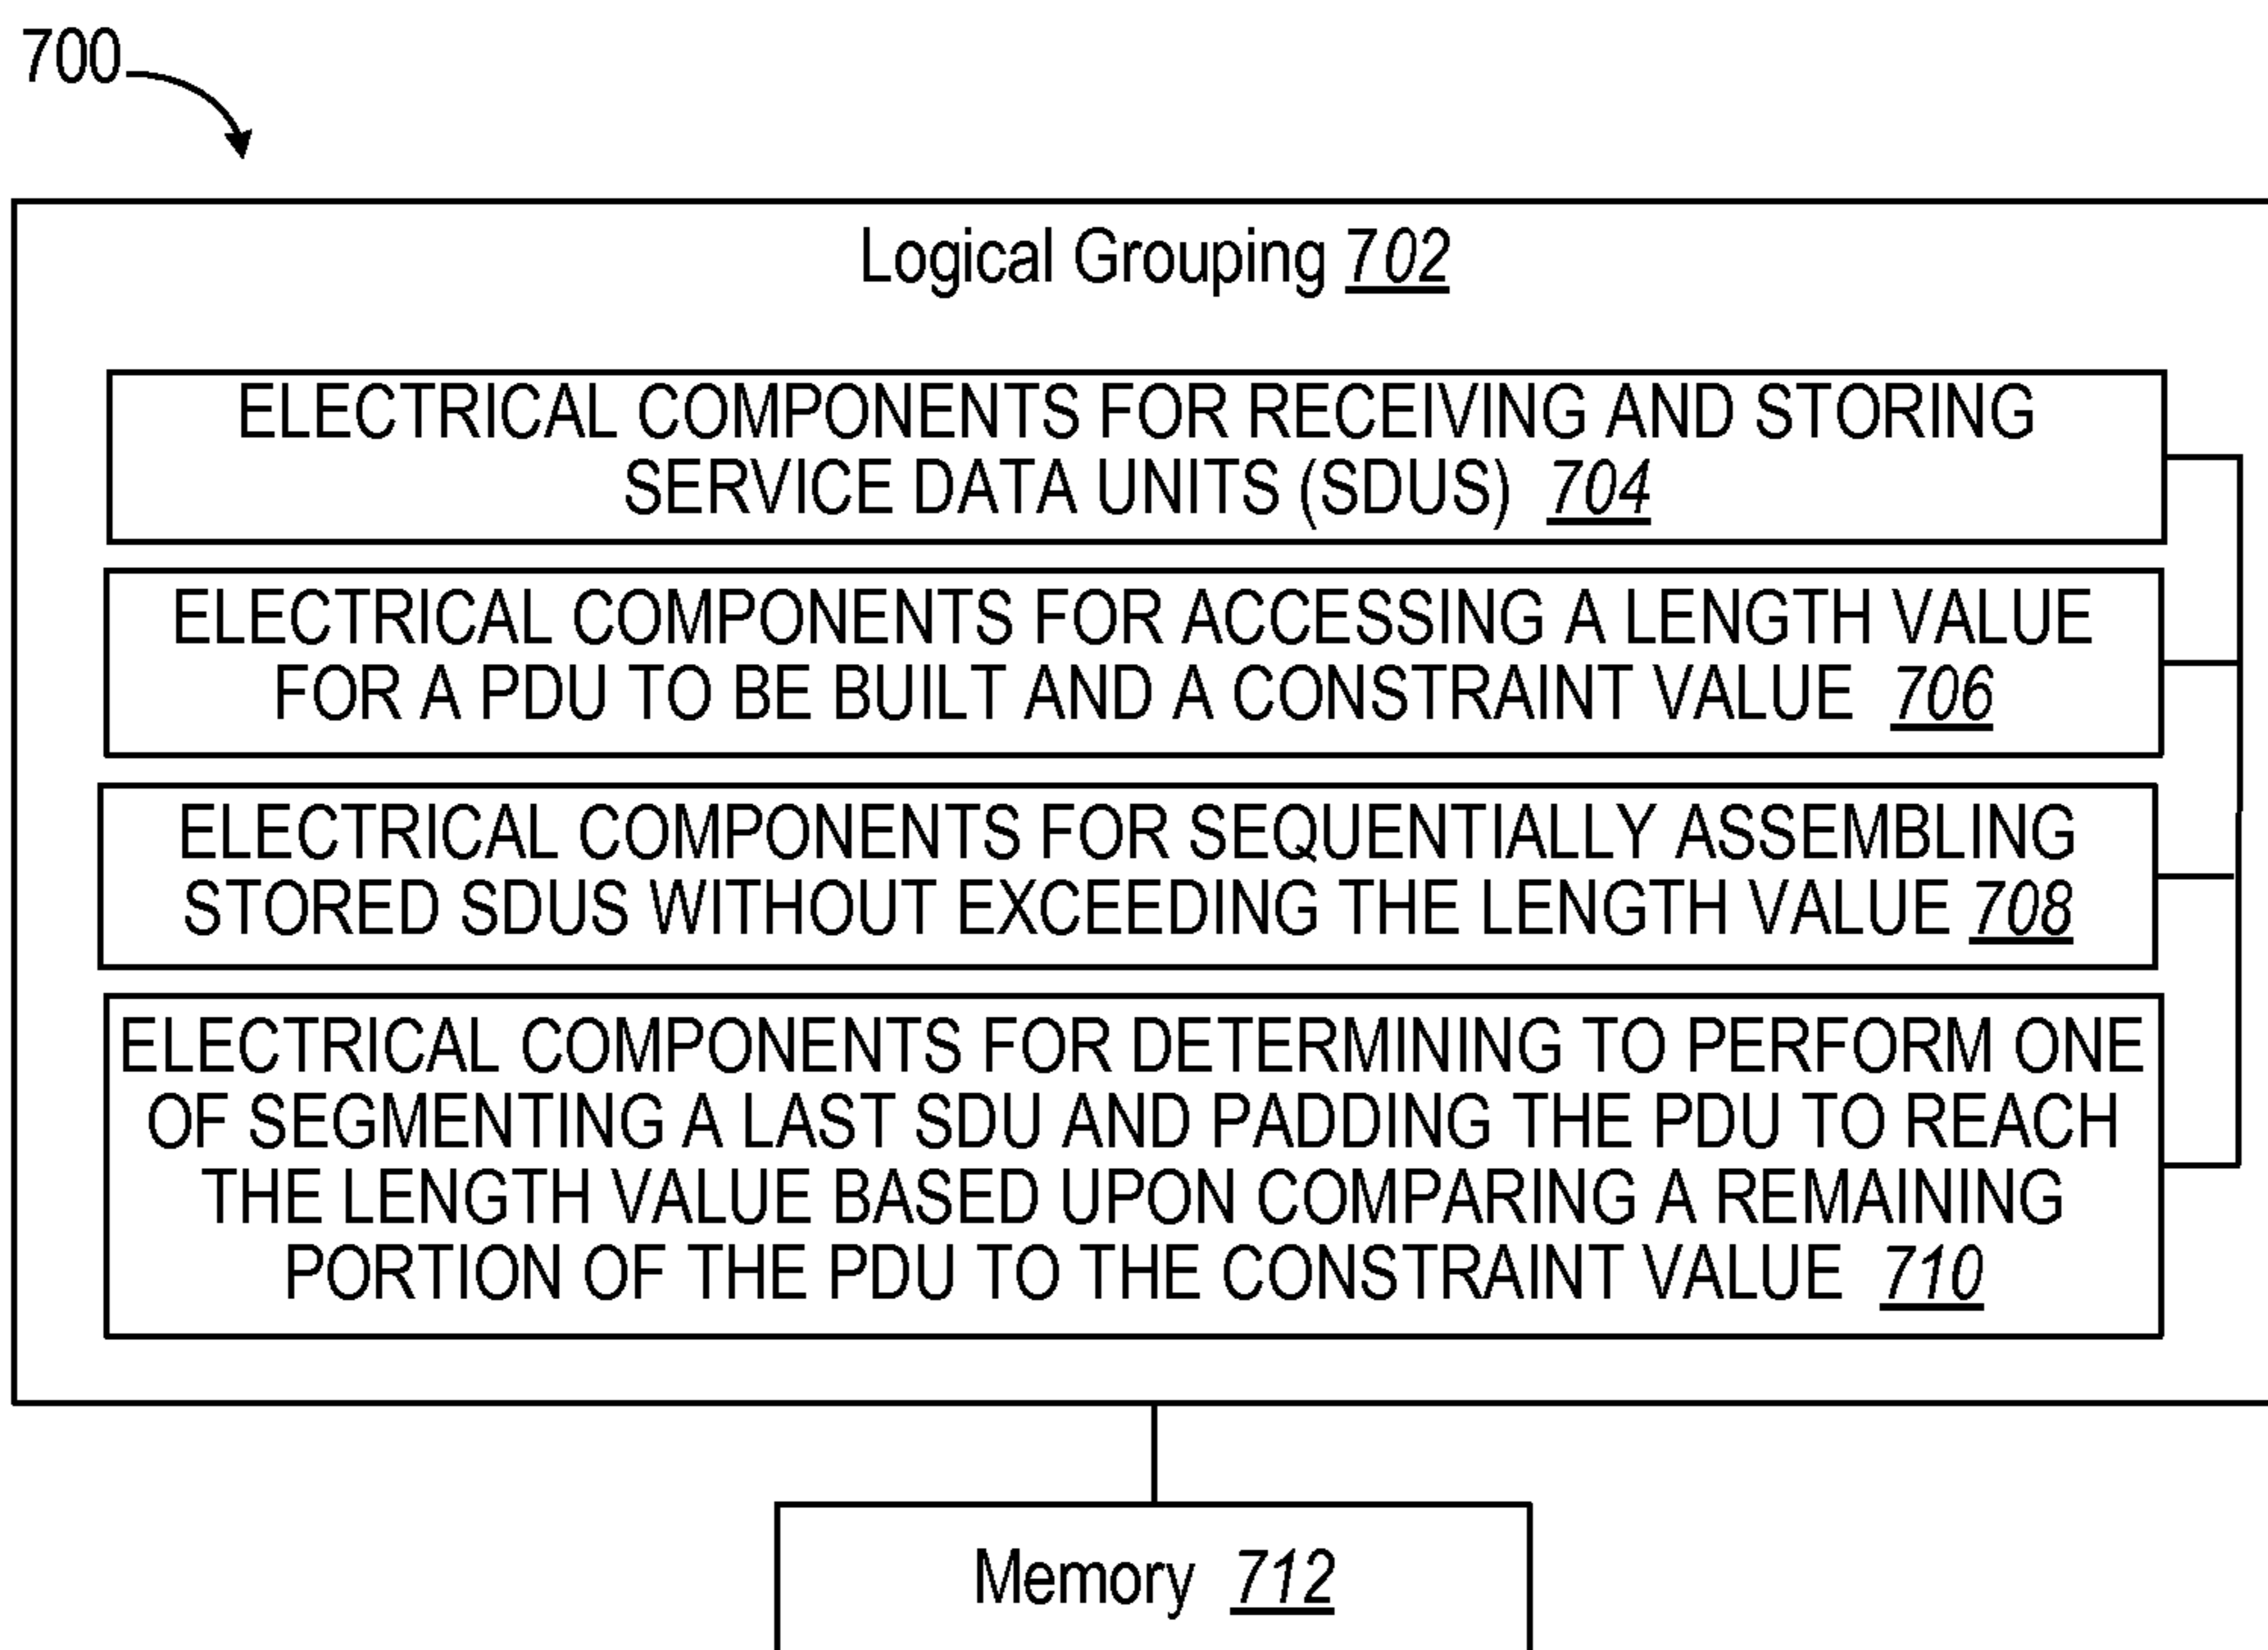 700
Logical Grouping 702
ELECTRICAL COMPONENTS FOR RECEIVING AND STORING
SERVICE DATA UNITS (SDUS) 704
ELECTRICAL COMPONENTS FOR ACCESSING A LENGTH VALUE
FOR A PDU TO BE BUILT AND A CONSTRAINT VALUE 706
ELECTRICAL COMPONENTS FOR SEQUENTIALLY ASSEMBLING
STORED SDUS WITHOUT EXCEEDING THE LENGTH VALUE 708
ELECTRICAL COMPONENTS FOR DETERMINING TO PERFORM ONE
OF SEGMENTING A LAST SDU AND PADDING THE PDU TO REACH
THE LENGTH VALUE BASED UPON COMPARING A REMAINING
PORTION OF THE PDU TO THE CONSTRAINT VALUE 710
Memory 712